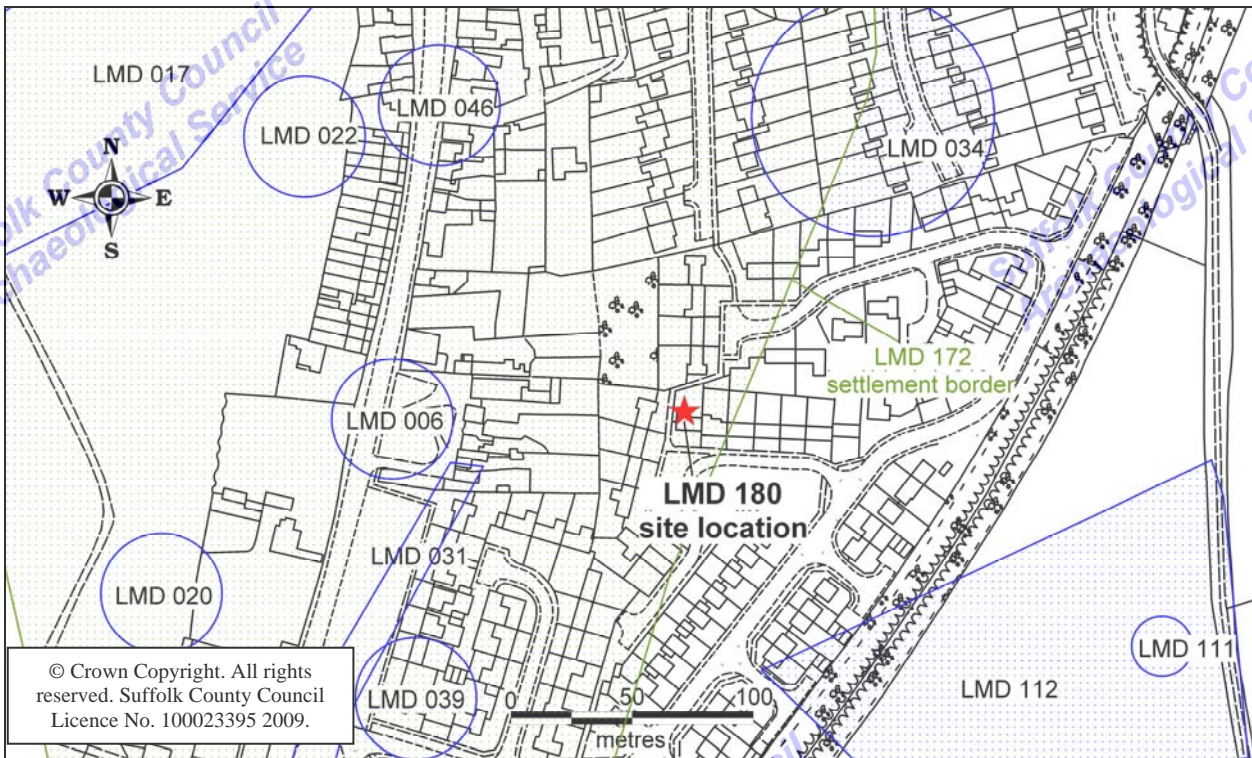 Suffolk County Council
Archaeological Service
LMD 017
LMD 022
LMD 046
LMD 034
N
W
E
S
LMD 172
settlement border
LMD 006
LMD 180
site location
LMD 031
LMD 020
LMD 039
LMD 111
LMD 112
0 50 100
metres
© Crown Copyright. All rights
reserved. Suffolk County Council
Licence No. 100023395 2009.